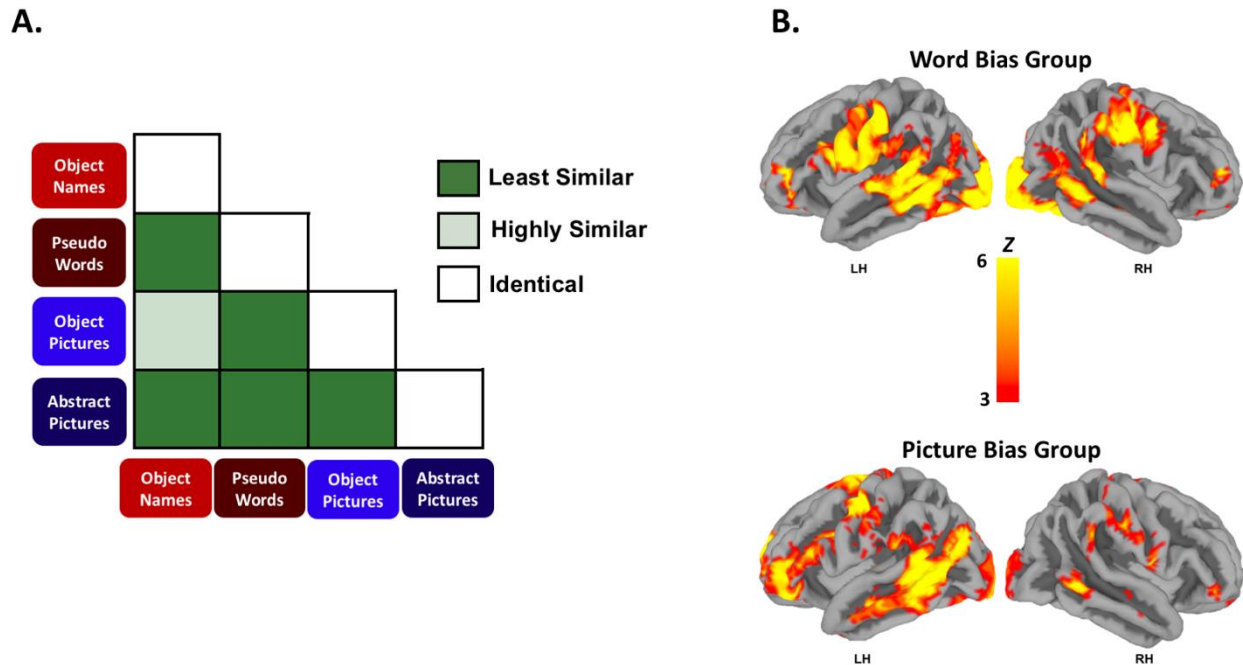 A.
Object
Names
Pseudo
Words
Object
Pictures
Abstract
Pictures
Object
Names
Pseudo
Words
Object
Pictures
Abstract
Pictures
Least Similar
Highly Similar
Identical
B.
Word Bias Group
LH
RH
Z
6
3
Picture Bias Group
LH
RH